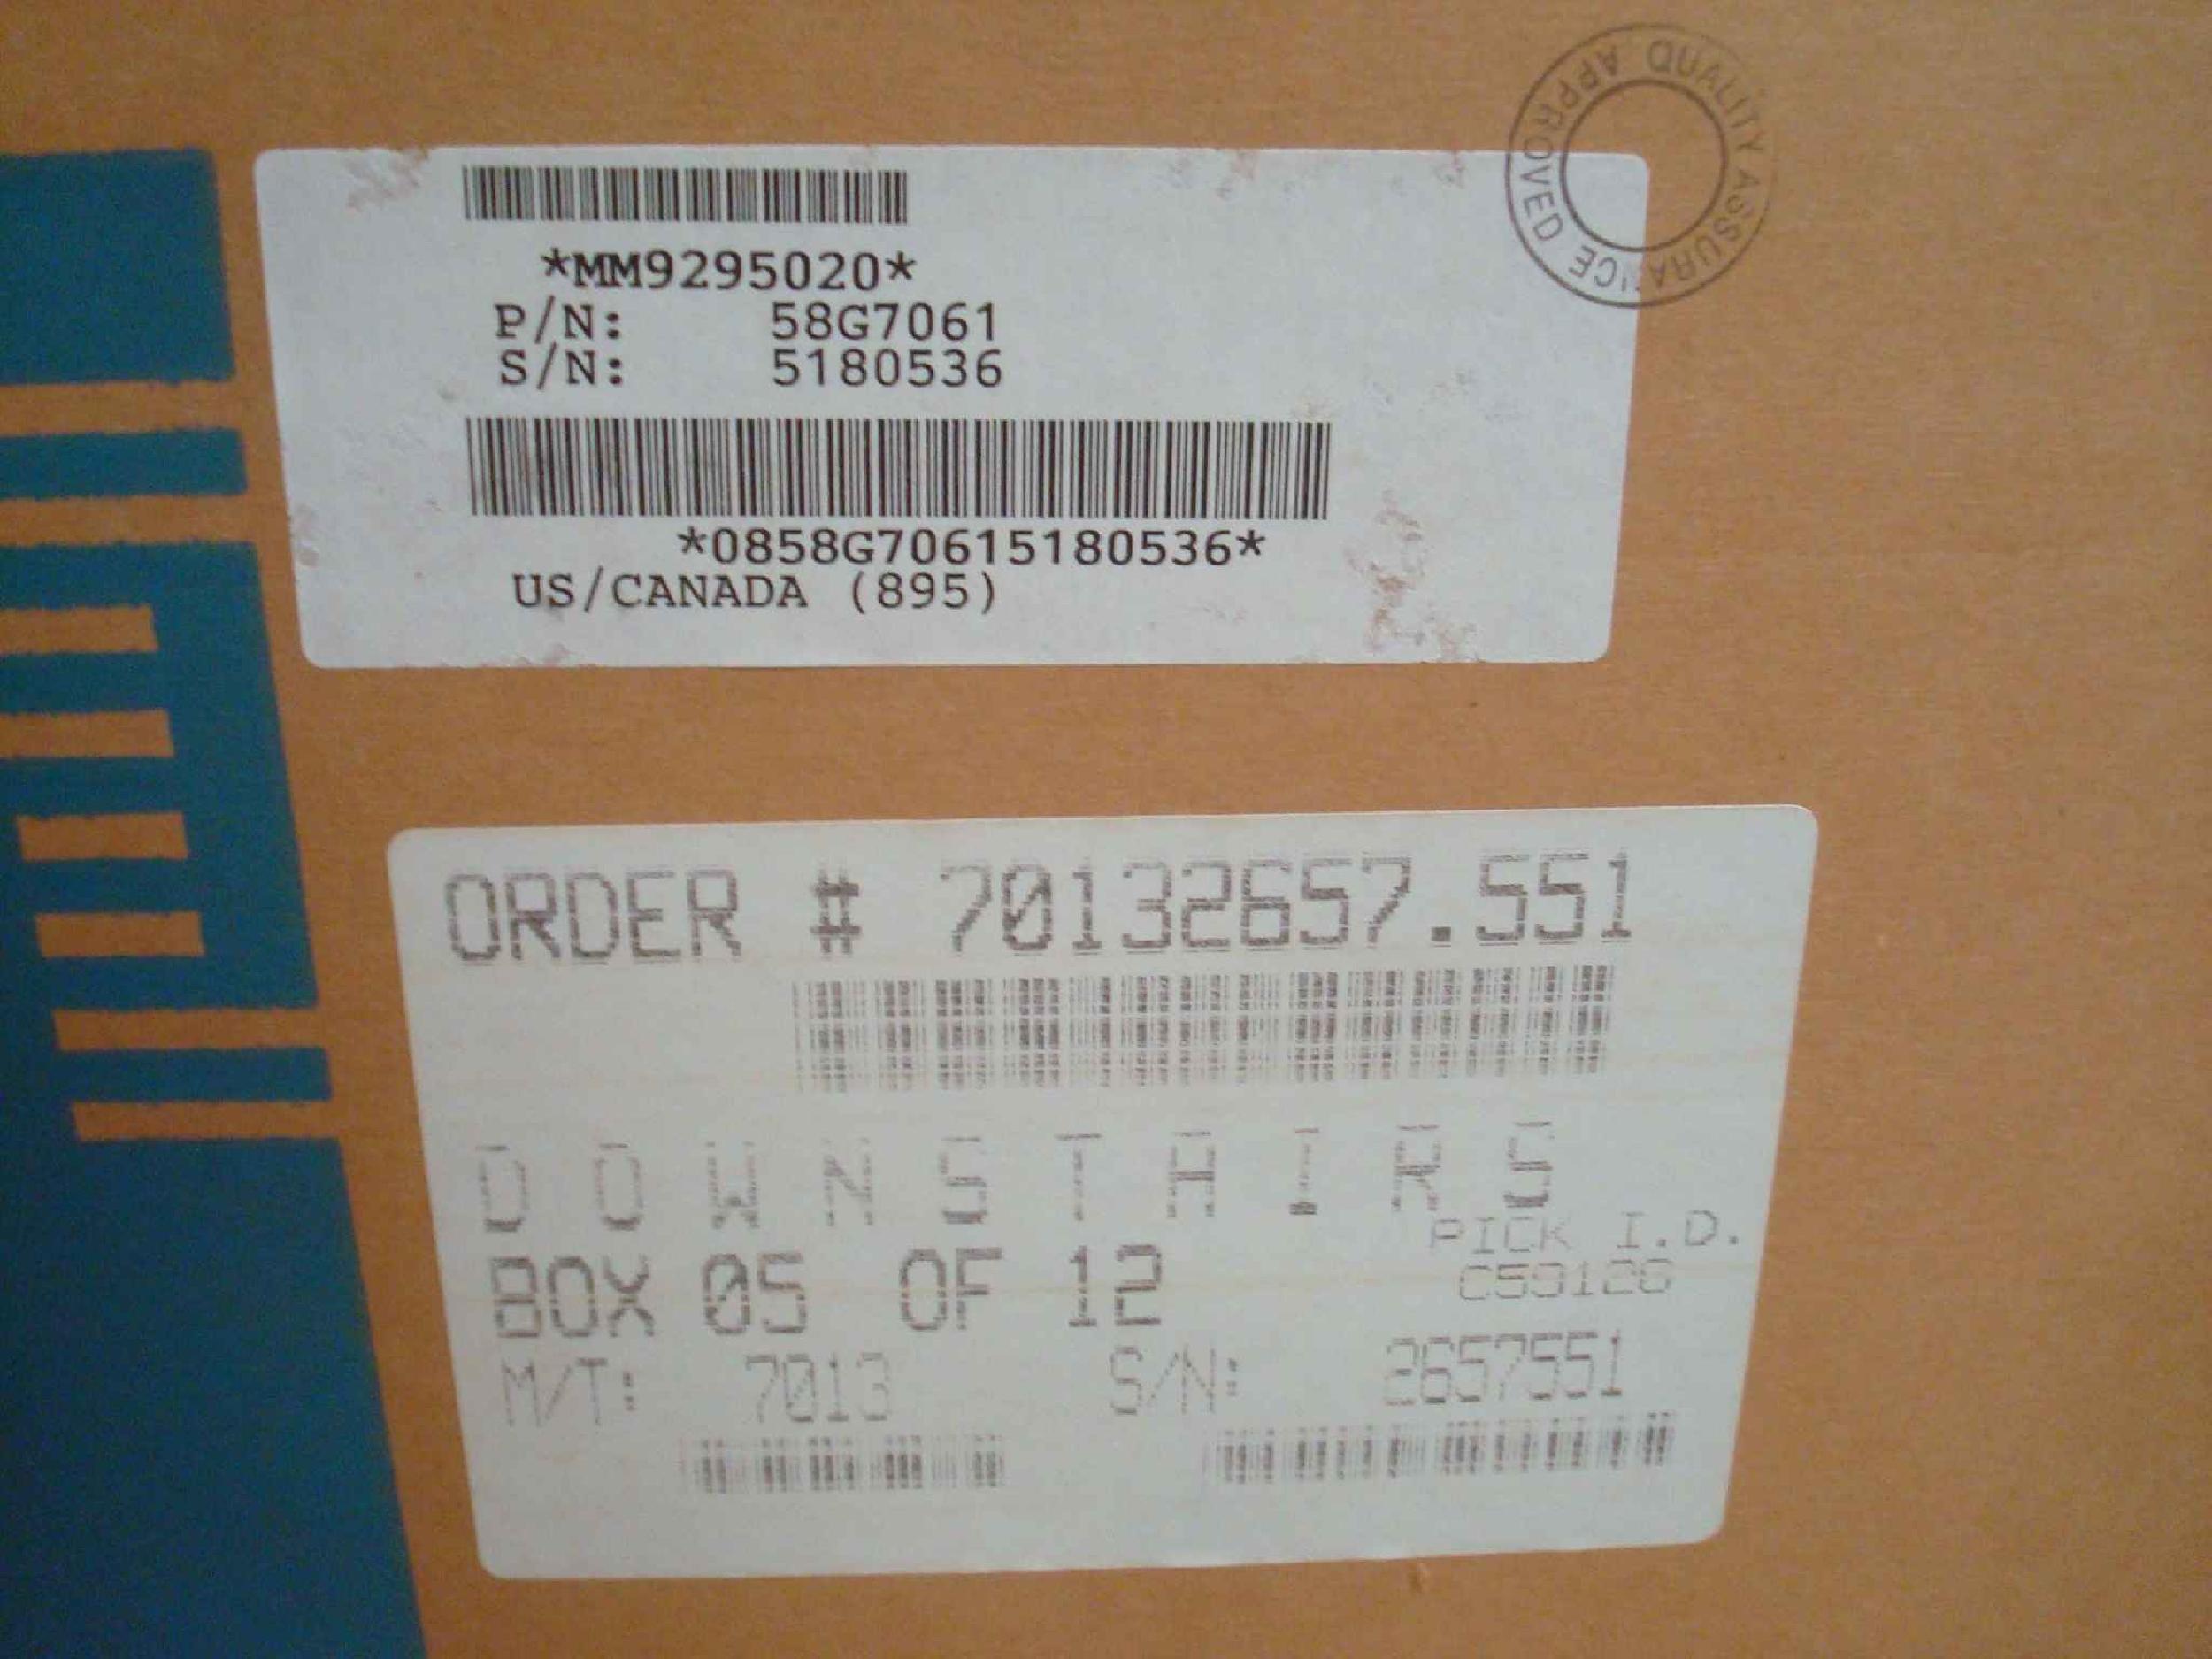 QUALITY ASSURANCE APPROVED
*MM9295020*
P/N: 58G7061
S/N: 5180536
*0858G70615180536*
US/CANADA (895)
ORDER # 70132657.551
DOWNSTAIRS
PICK I.D.
BOX 05 OF 12
C59126
M/T: 7013 S/N: 2657551